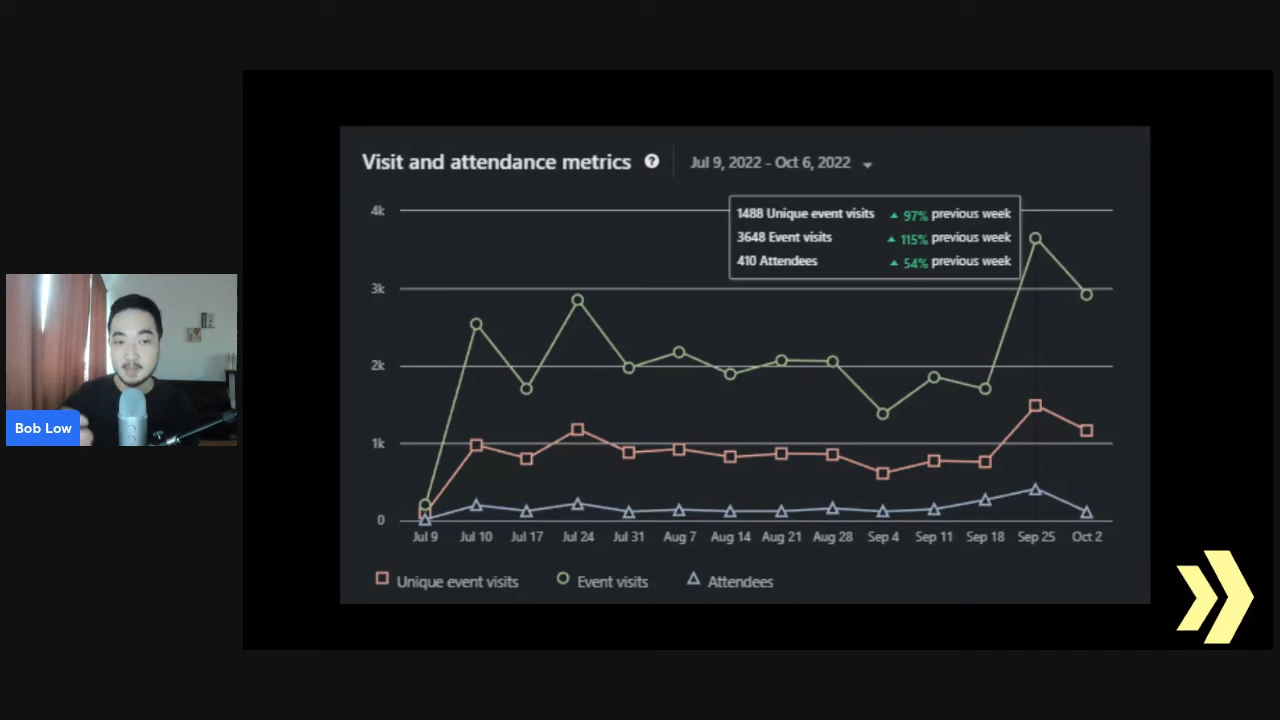 Visit and attendance metrics ? Jul 9, 2022 - Oct 6, 2022
4k
3k
2k
1k
0
1488 Unique event visits ▲ 97% previous week
3648 Event visits ▲ 115% previous week
410 Attendees ▲ 54% previous week
Jul 9 Jul 10 Jul 17 Jul 24 Jul 31 Aug 7 Aug 14 Aug 21 Aug 28 Sep 4 Sep 11 Sep 18 Sep 25 Oct 2
Unique event visits Event visits Attendees
Bob Low